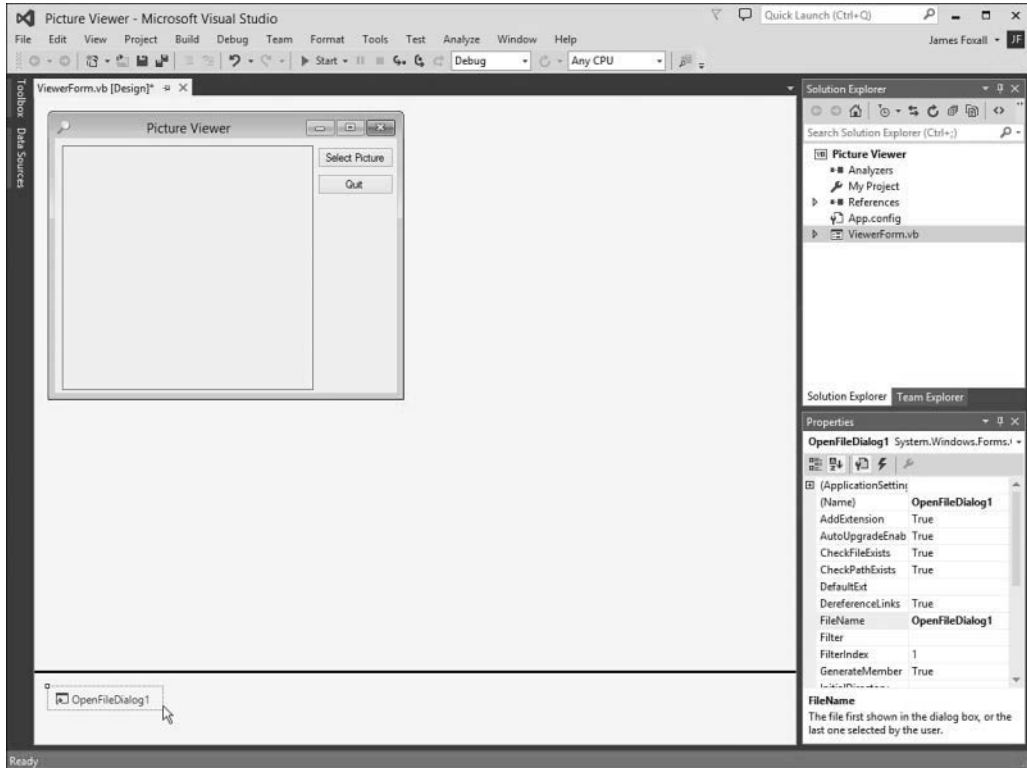 Picture Viewer - Microsoft Visual Studio
Quick Launch (Ctrl+Q)
File Edit View Project Build Debug Team Format Tools Test Analyze Window Help
James Foxall
JF
Start
Debug
Any CPU
Toolbox
Data Sources
ViewerForm.vb [Design]*
Picture Viewer
Select Picture
Quit
OpenFileDialog1
Solution Explorer
Search Solution Explorer (Ctrl+;)
VB Picture Viewer
Analyzers
My Project
References
App.config
ViewerForm.vb
Solution Explorer Team Explorer
Properties
OpenFileDialog1 System.Windows.Forms.
(ApplicationSetting
(Name) OpenFileDialog1
AddExtension True
AutoUpgradeEnab True
CheckFileExists True
CheckPathExists True
DefaultExt
DereferenceLinks True
FileName OpenFileDialog1
Filter
FilterIndex 1
GenerateMember True
FileName
The file first shown in the dialog box, or the
last one selected by the user.
Ready